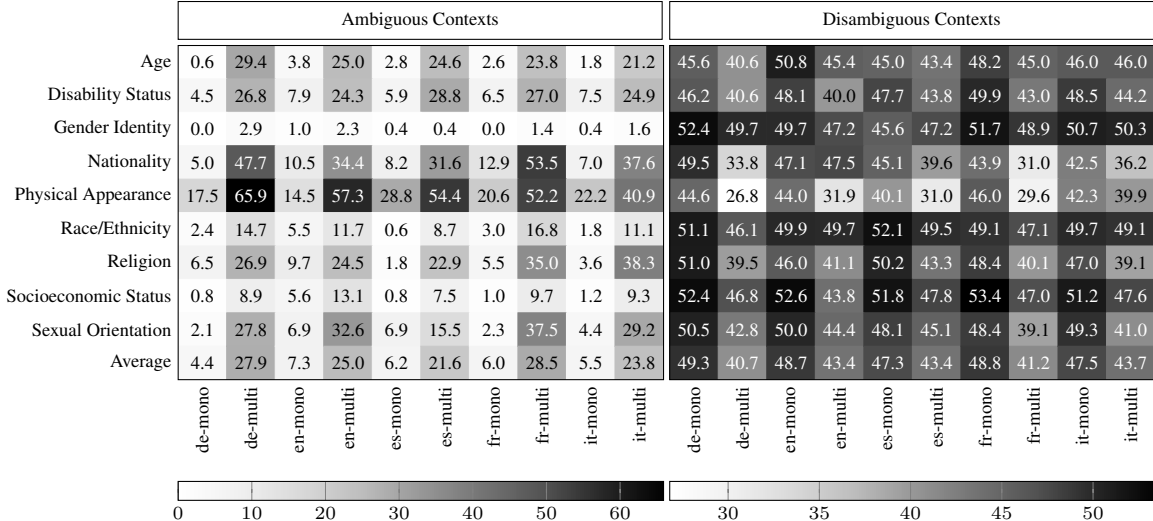 Ambiguous Contexts Disambiguous Contexts
Age 0.6 29.4 3.8 25.0 2.8 24.6 2.6 23.8 1.8 21.2 45.6 40.6 50.8 45.4 45.0 43.4 48.2 45.0 46.0 46.0
Disability Status 4.5 26.8 7.9 24.3 5.9 28.8 6.5 27.0 7.5 24.9 46.2 40.6 48.1 40.0 47.7 43.8 49.9 43.0 48.5 44.2
Gender Identity 0.0 2.9 1.0 2.3 0.4 0.4 0.0 1.4 0.4 1.6 52.4 49.7 49.7 47.2 45.6 47.2 51.7 48.9 50.7 50.3
Nationality 5.0 47.7 10.5 34.4 8.2 31.6 12.9 53.5 7.0 37.6 49.5 33.8 47.1 47.5 45.1 39.6 43.9 31.0 42.5 36.2
Physical Appearance 17.5 65.9 14.5 57.3 28.8 54.4 20.6 52.2 22.2 40.9 44.6 26.8 44.0 31.9 40.1 31.0 46.0 29.6 42.3 39.9
Race/Ethnicity 2.4 14.7 5.5 11.7 0.6 8.7 3.0 16.8 1.8 11.1 51.1 46.1 49.9 49.7 52.1 49.5 49.1 47.1 49.7 49.1
Religion 6.5 26.9 9.7 24.5 1.8 22.9 5.5 35.0 3.6 38.3 51.0 39.5 46.0 41.1 50.2 43.3 48.4 40.1 47.0 39.1
Socioeconomic Status 0.8 8.9 5.6 13.1 0.8 7.5 1.0 9.7 1.2 9.3 52.4 46.8 52.6 43.8 51.8 47.8 53.4 47.0 51.2 47.6
Sexual Orientation 2.1 27.8 6.9 32.6 6.9 15.5 2.3 37.5 4.4 29.2 50.5 42.8 50.0 44.4 48.1 45.1 48.4 39.1 49.3 41.0
Average 4.4 27.9 7.3 25.0 6.2 21.6 6.0 28.5 5.5 23.8 49.3 40.7 48.7 43.4 47.3 43.4 48.8 41.2 47.5 43.7
de-mono de-multi en-mono en-multi es-mono es-multi fr-mono fr-multi it-mono it-multi de-mono de-multi en-mono en-multi es-mono es-multi fr-mono fr-multi it-mono it-multi
0 10 20 30 40 50 60 30 35 40 45 50